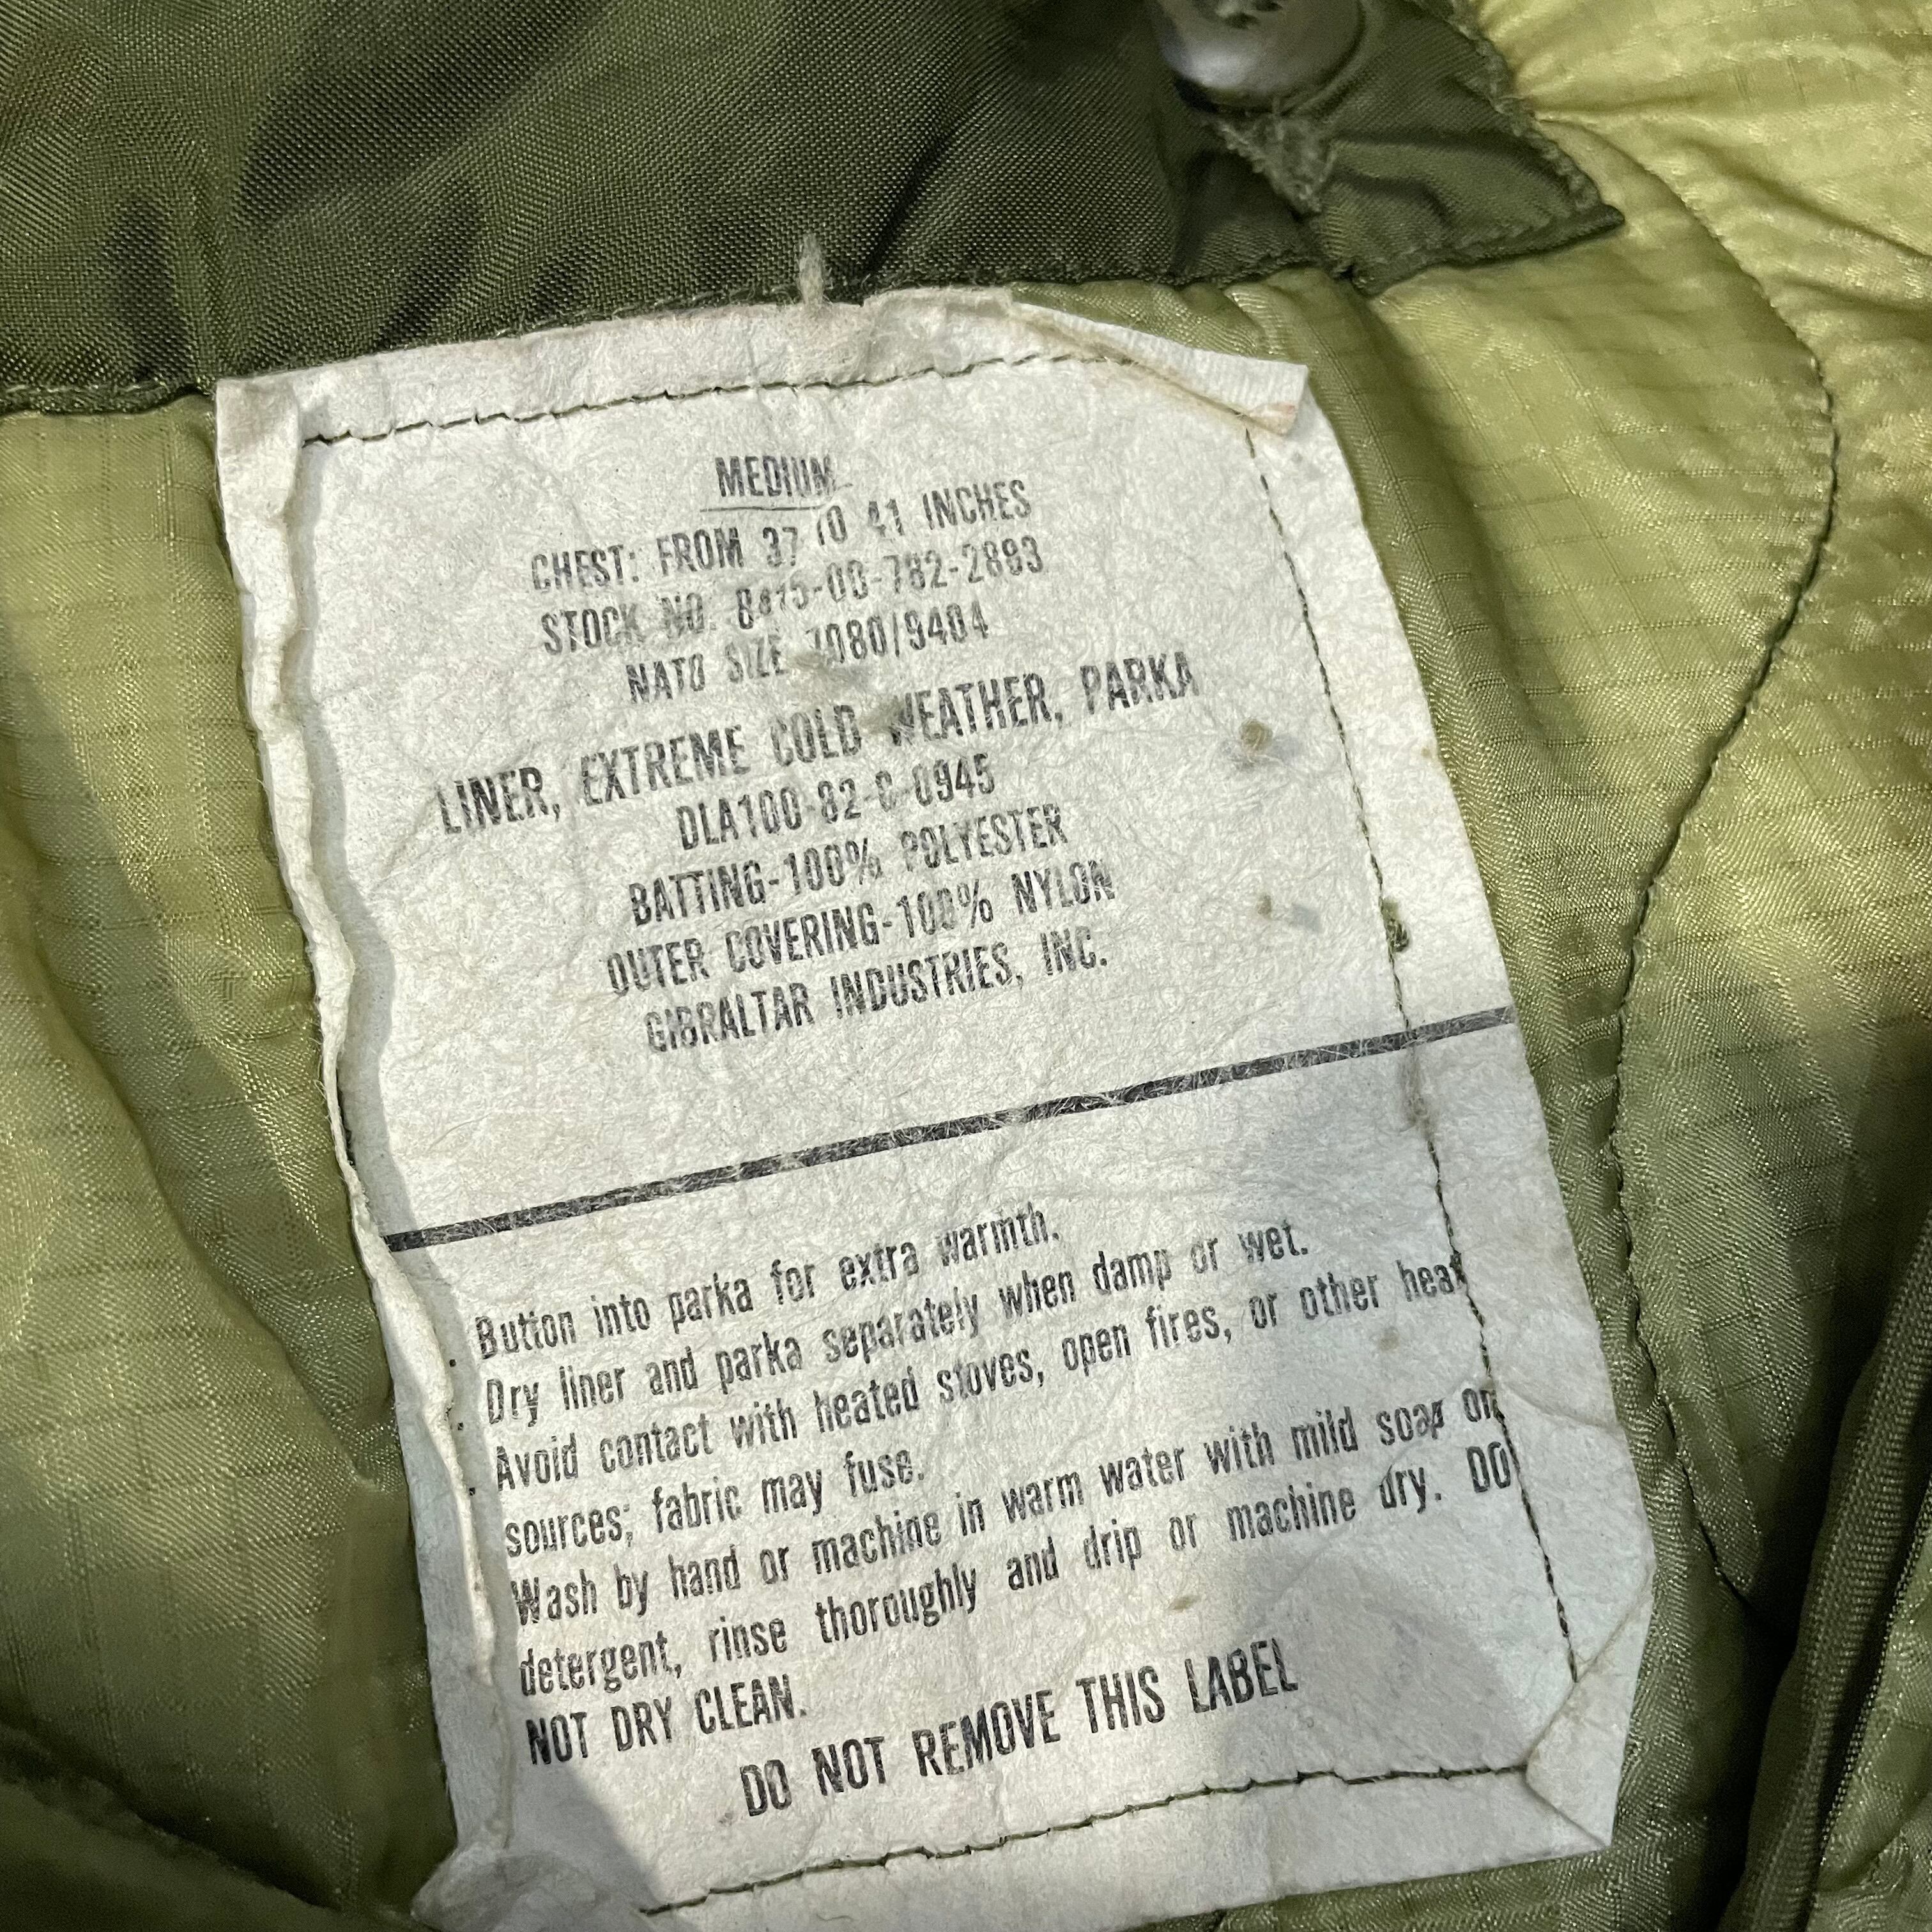 MEDIUM
CHEST: FROM 37 TO 41 INCHES
STOCK NO. 8415-00-782-2883
NATO SIZE 7080/9404
LINER, EXTREME COLD WEATHER, PARKA
DLA100-82-C-0945
BATTING-100% POLYESTER
OUTER COVERING-100% NYLON
GIBRALTAR INDUSTRIES, INC.
Button into parka for extra warmth.
Dry liner and parka separately when damp or wet.
Avoid contact with heated stoves, open fires, or other heat
sources; fabric may fuse.
Wash by hand or machine in warm water with mild soap or
detergent, rinse thoroughly and drip or machine dry. DO
NOT DRY CLEAN.
DO NOT REMOVE THIS LABEL